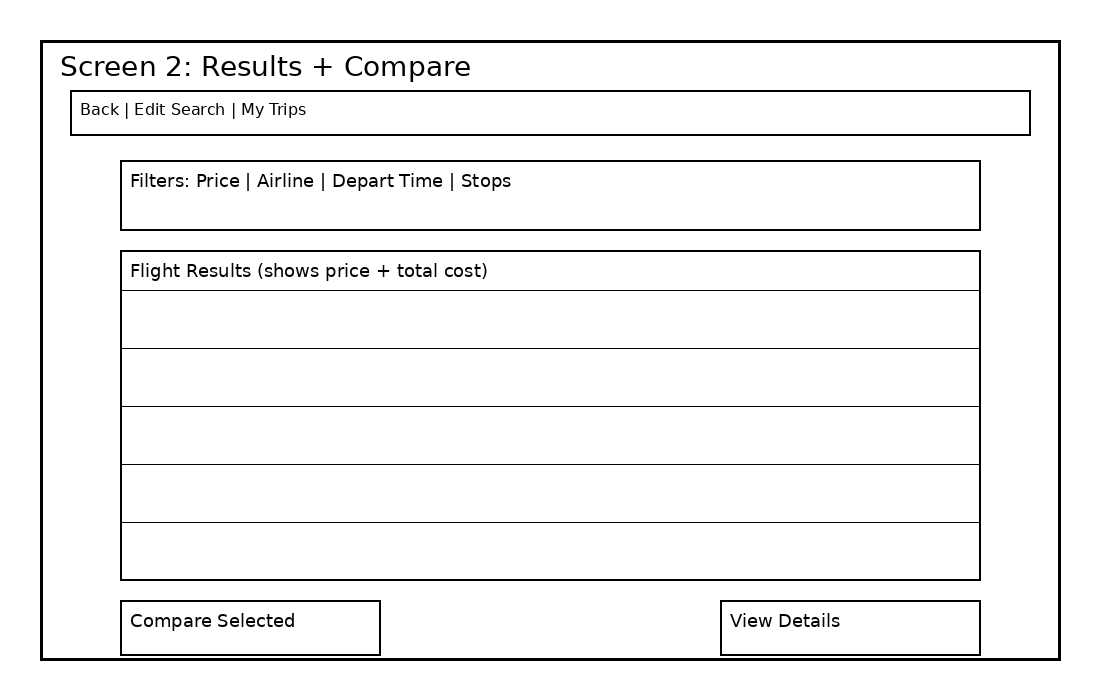 Screen 2: Results + Compare
Back | Edit Search | My Trips
Filters: Price | Airline | Depart Time | Stops
Flight Results (shows price + total cost)
Compare Selected
View Details